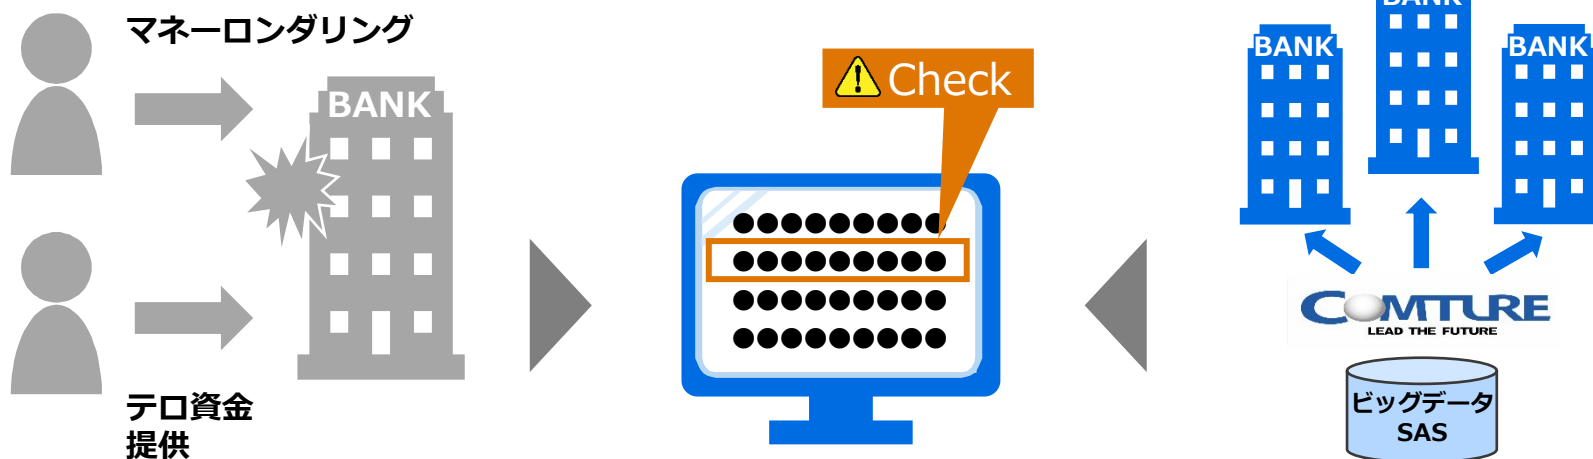 マネーロンダリング
BANK
テロ資金
提供
Check
BANK
BANK
BANK
COMTURE
LEAD THE FUTURE
ビッグデータ
SAS